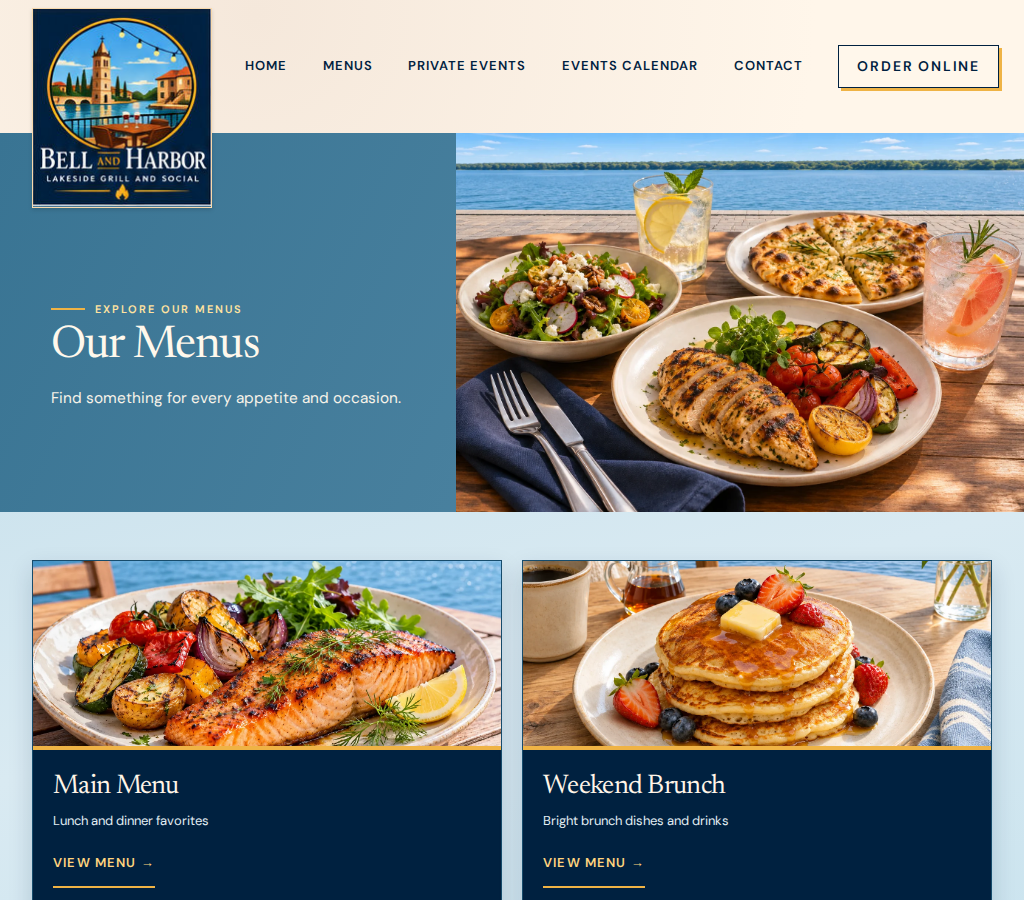 BELL AND HARBOR
LAKESIDE GRILL AND SOCIAL
HOME
MENUS
PRIVATE EVENTS
EVENTS CALENDAR
CONTACT
ORDER ONLINE
EXPLORE OUR MENUS
Our Menus
Find something for every appetite and occasion.
Main Menu
Lunch and dinner favorites
VIEW MENU →
Weekend Brunch
Bright brunch dishes and drinks
VIEW MENU →